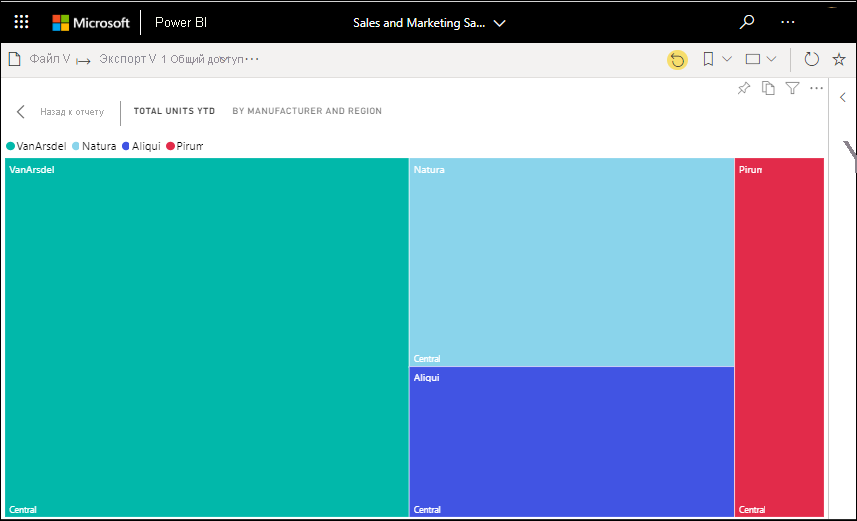 Microsoft Power BI Sales and Marketing Sa...
Файл V Экспорт V 1 Общий доступ ...
Назад к отчету TOTAL UNITS YTD BY MANUFACTURER AND REGION
VanArsdel Natura Aliqui Pirum
VanArsdel Natura Pirum
Central
Aliqui
Central Central Central